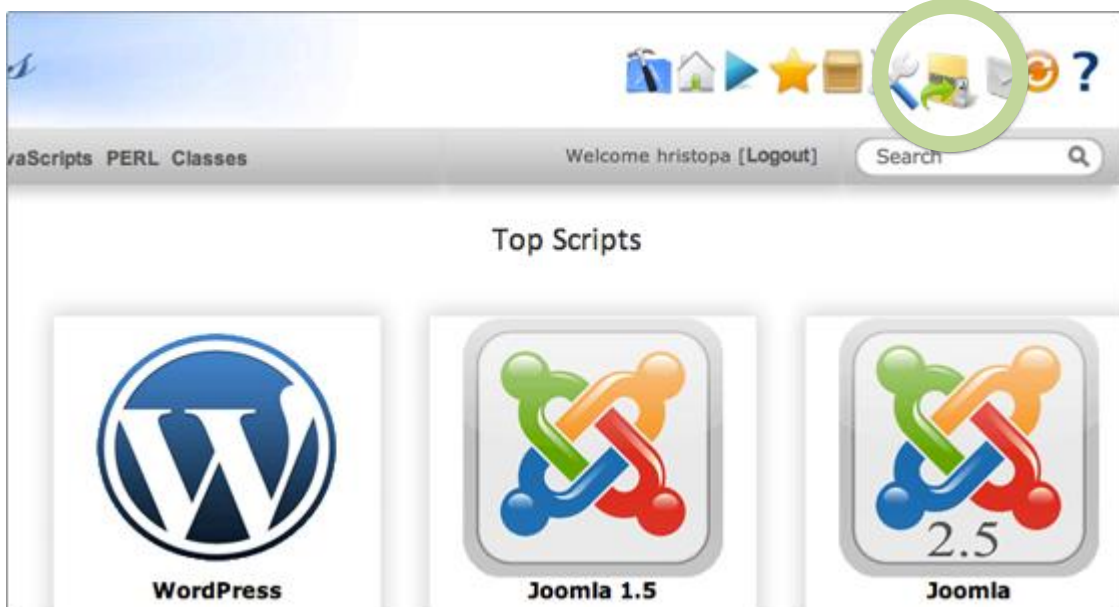 s
?
vaScripts PERL Classes
Welcome hristopa [Logout]
Search
Top Scripts
W
2.5
WordPress
Joomla 1.5
Joomla